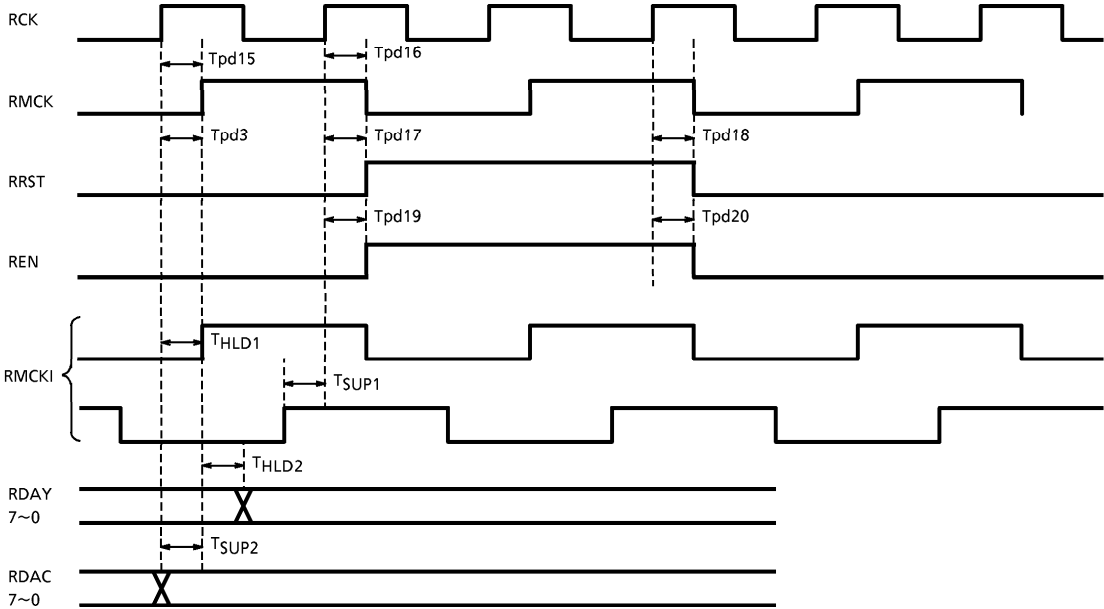 RCK
Tpd15
Tpd16
RMCK
Tpd3
Tpd17
Tpd18
RRST
Tpd19
Tpd20
REN
THLD1
RMCKI
TSUP1
THLD2
RDAY
7~0
TSUP2
RDAC
7~0